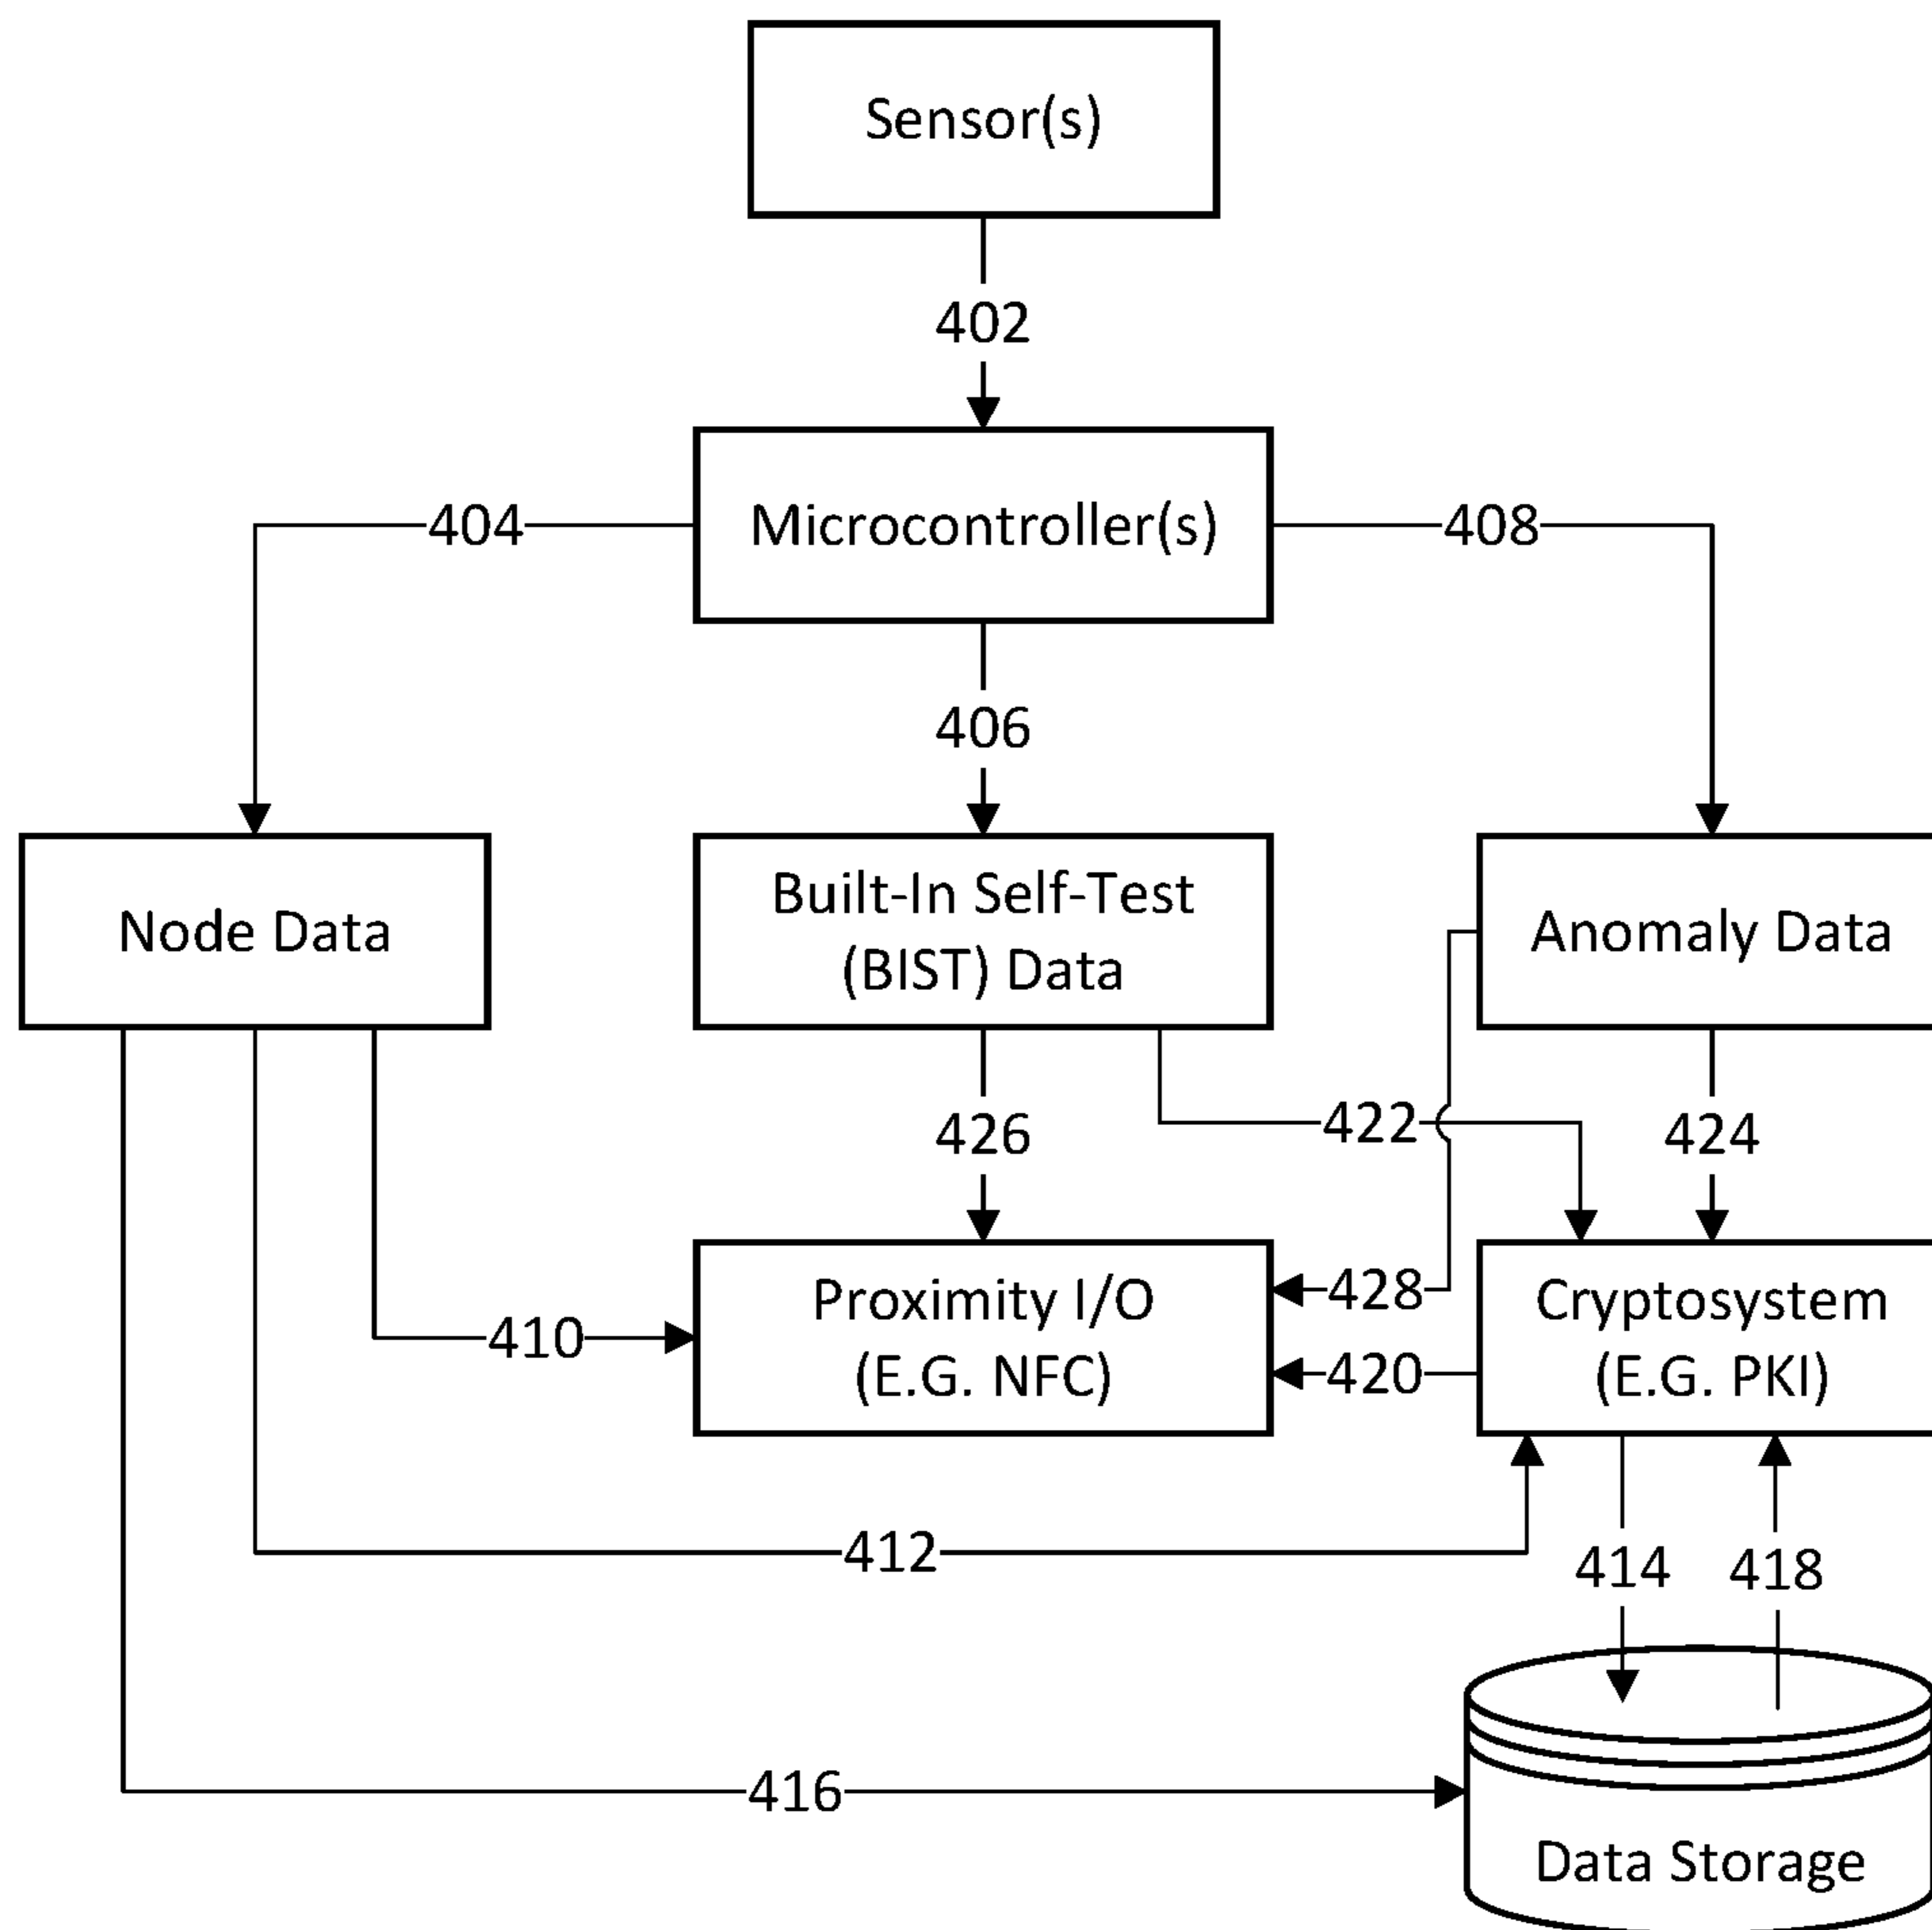 Sensor(s)
402
Microcontroller(s)
404
408
406
Node Data
Built-In Self-Test
(BIST) Data
Anomaly Data
426
422
424
Proximity I/O
(E.G. NFC)
428
420
Cryptosystem
(E.G. PKI)
410
412
414
418
416
Data Storage